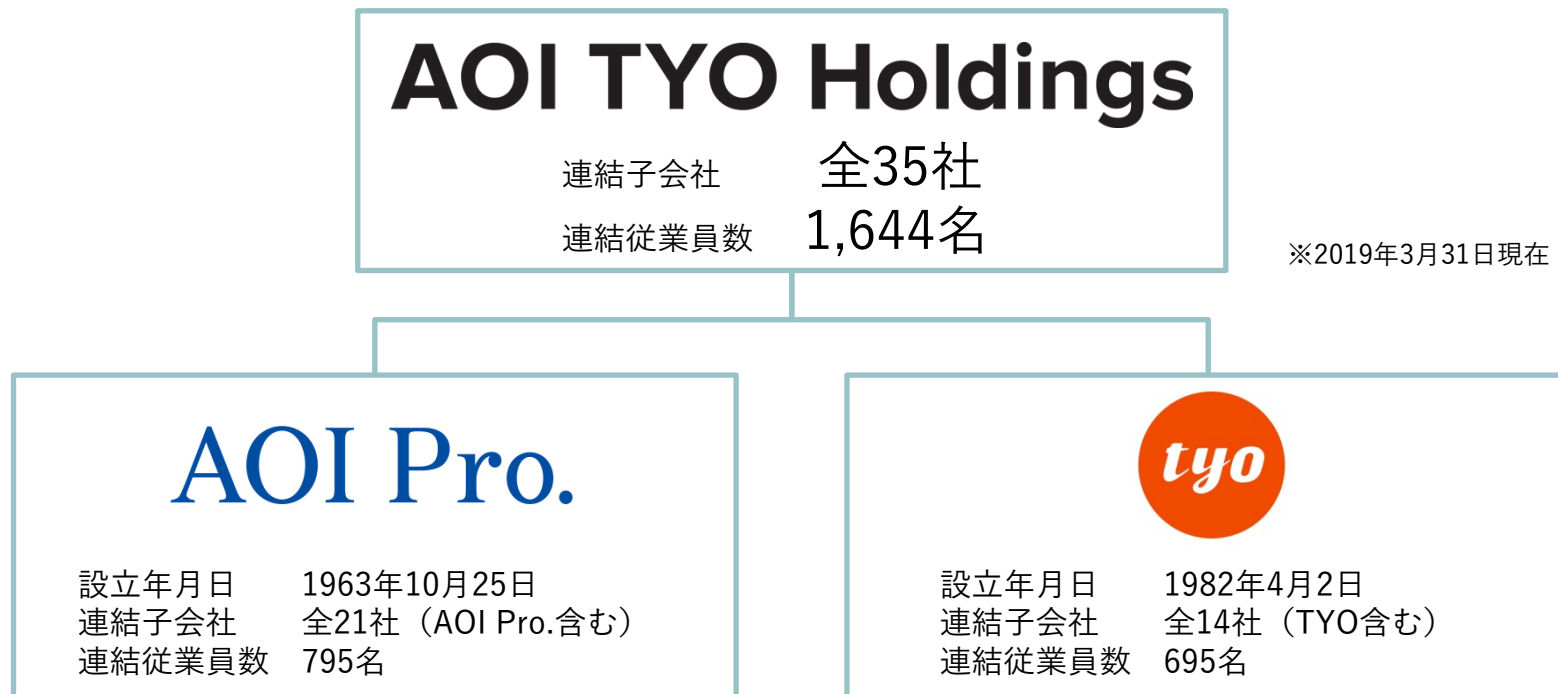 AOI TYO Holdings
連結子会社 全35社
連結従業員数 1,644名
※2019年3月31日現在
AOI Pro.
設立年月日 1963年10月25日
連結子会社 全21社（AOI Pro.含む）
連結従業員数 795名
tyo
設立年月日 1982年4月2日
連結子会社 全14社（TYO含む）
連結従業員数 695名